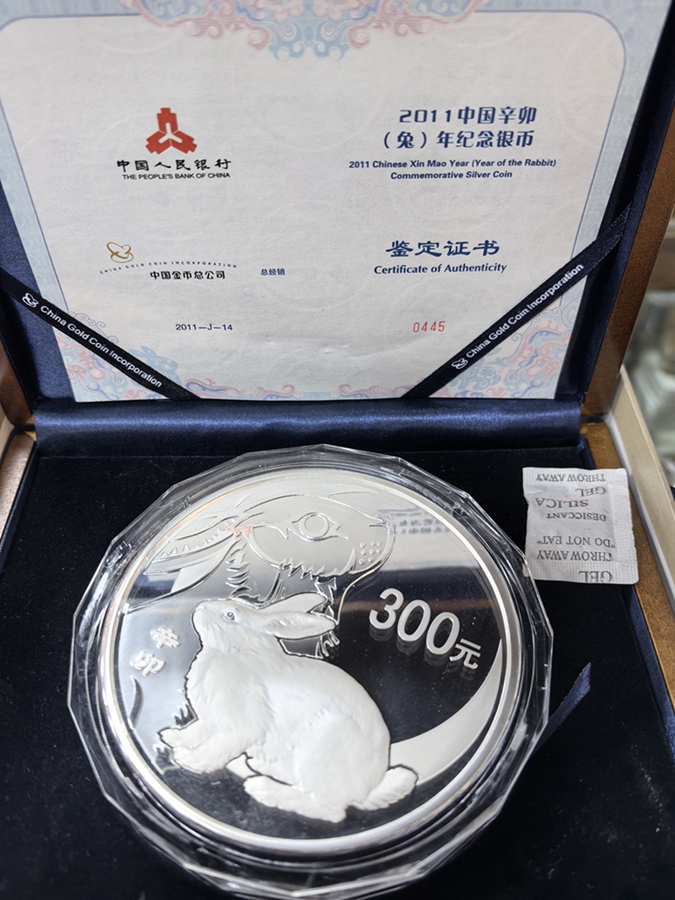 2011中国辛卯
（兔）年纪念银币
2011 Chinese Xin Mao Year (Year of the Rabbit)
Commemorative Silver Coin
中国人民银行
THE PEOPLE'S BANK OF CHINA
鉴定证书
Certificate of Authenticity
CHINA GOLD COIN INCORPORATION
中国金币总公司
总经销
2011-J-14
0445
China Gold Coin Incorporation
China Gold Coin Incorporation
300元
辛
卯
THROW AWAY
GEL
SILICA
DESICCANT
"DO NOT EAT"
THROW AWAY
GEL